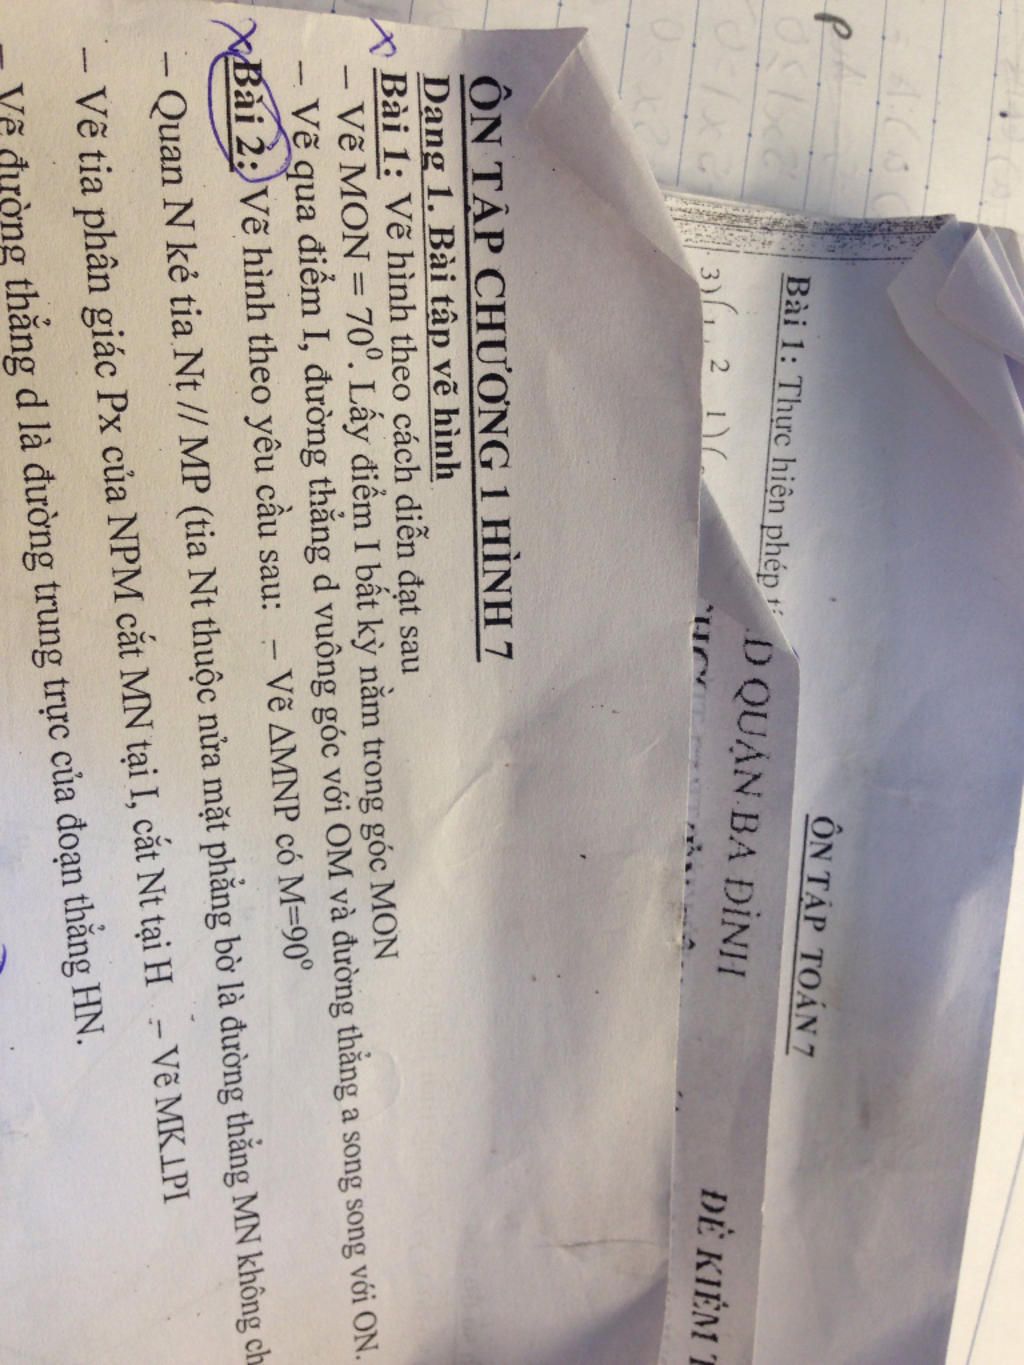 ÔN TẬP CHƯƠNG 1 HÌNH 7
Dạng 1. Bài tập vẽ hình
Bài 1: Vẽ hình theo cách diễn đạt sau
– Vẽ MON = 70⁰. Lấy điểm I bất kỳ nằm trong góc MON
– Vẽ qua điểm I, đường thẳng d vuông góc với OM và đường thẳng a song song với ON.
Bài 2: Vẽ hình theo yêu cầu sau: – Vẽ ΔMNP có M=90⁰
– Quan N kẻ tia Nt // MP (tia Nt thuộc nửa mặt phẳng bờ là đường thẳng MN không ch
– Vẽ tia phân giác Px của NPM cắt MN tại I, cắt Nt tại H – Vẽ MK⊥PI
– Vẽ đường thẳng d là đường trung trực của đoạn thẳng HN.
ÔN TẬP TOÁN 7
Bài 1: Thực hiện phép
3)
D QUẬN BA ĐÌNH
ĐỀ KIỂM T